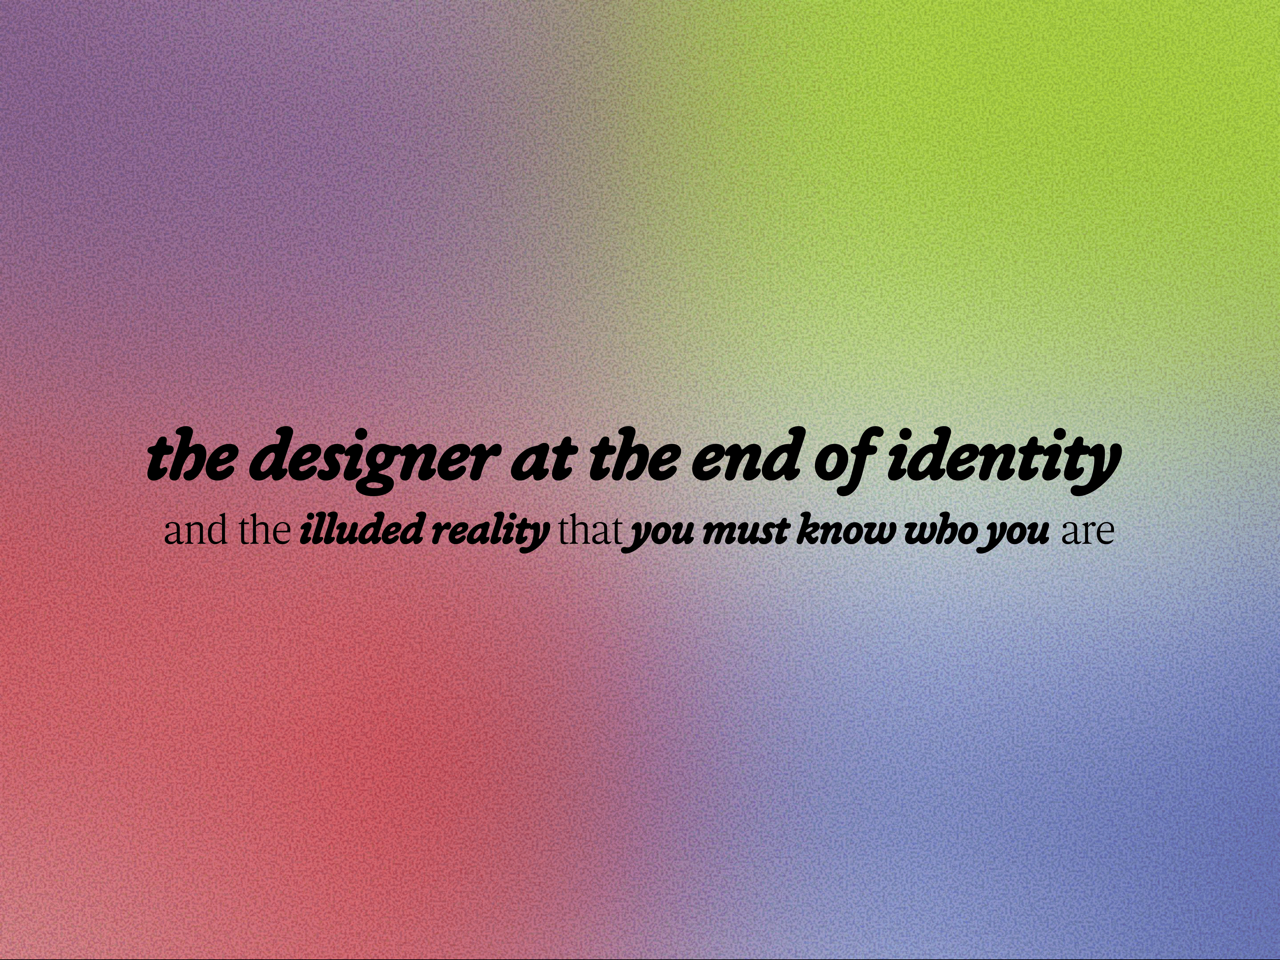 the designer at the end of identity
and the illuded reality that you must know who you are